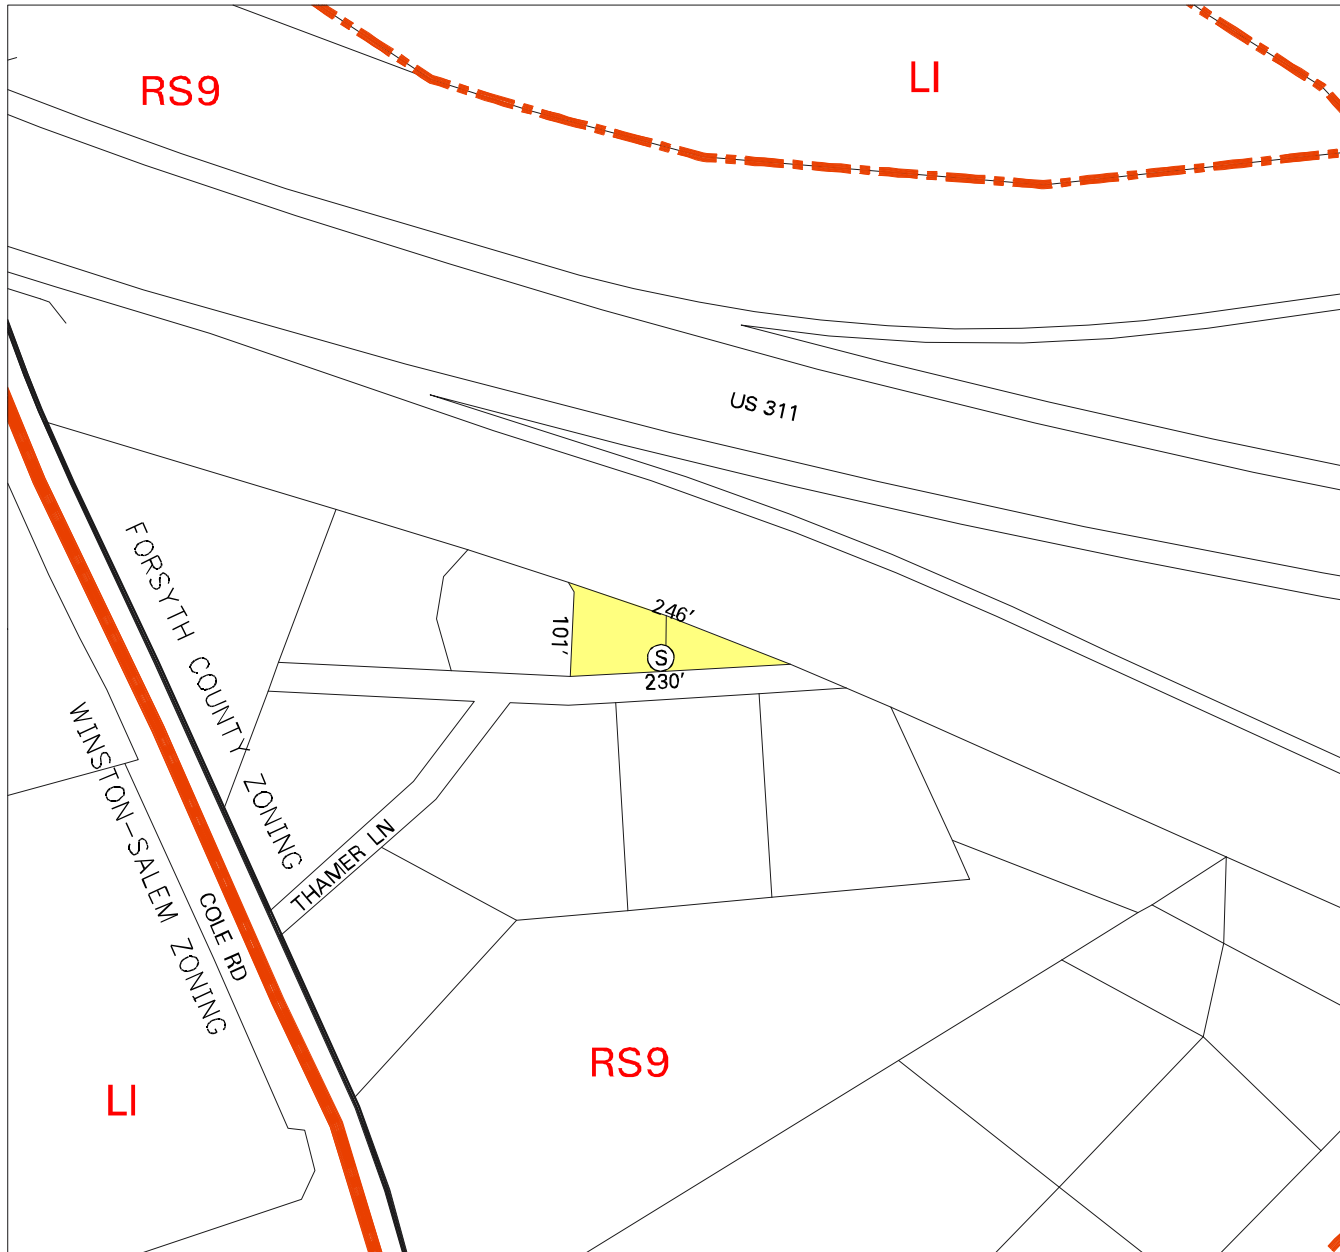 RS9
LI
US 311
FORSYTH COUNTY ZONING
246'
101'
S
230'
WINSTON-SALEM ZONING
THAMER LN
COLE RD
RS9
LI